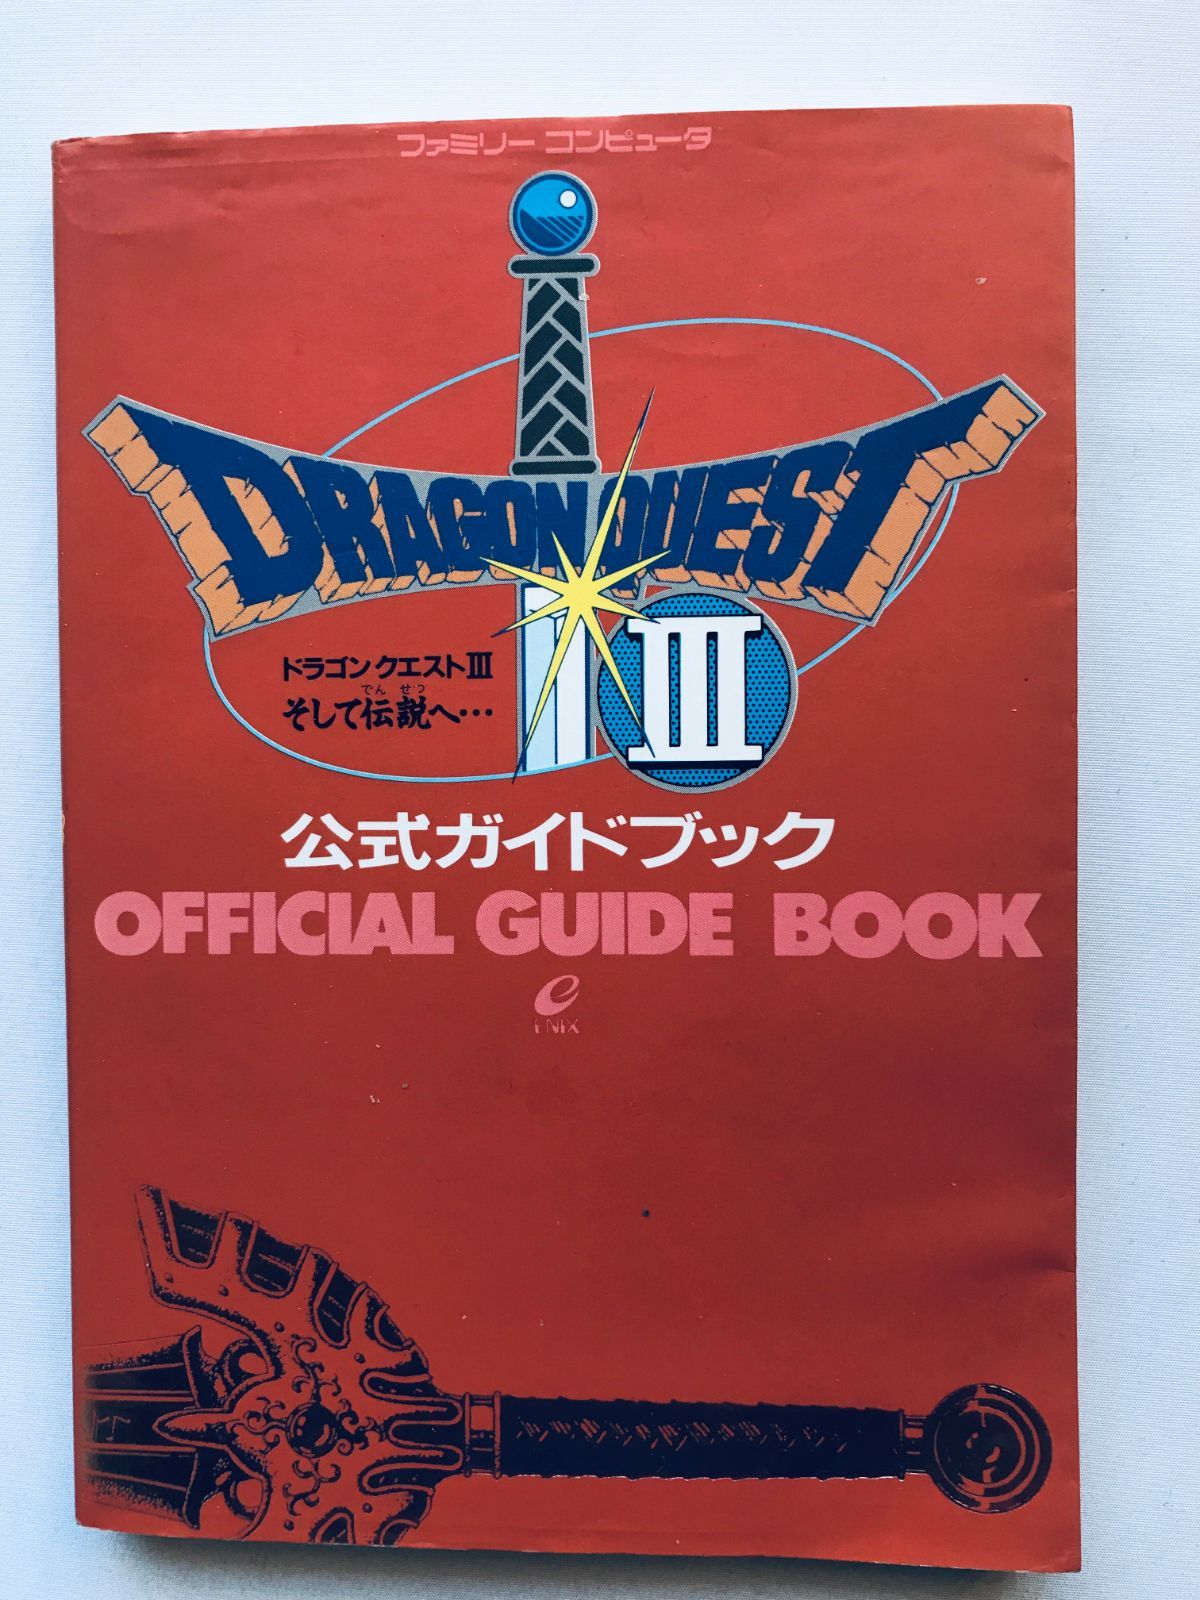 ファミリー コンピュータ
DRAGON QUEST
III
ドラゴンクエストIII
でん せつ
そして伝説へ…
公式ガイドブック
OFFICIAL GUIDE BOOK
e
ENIX